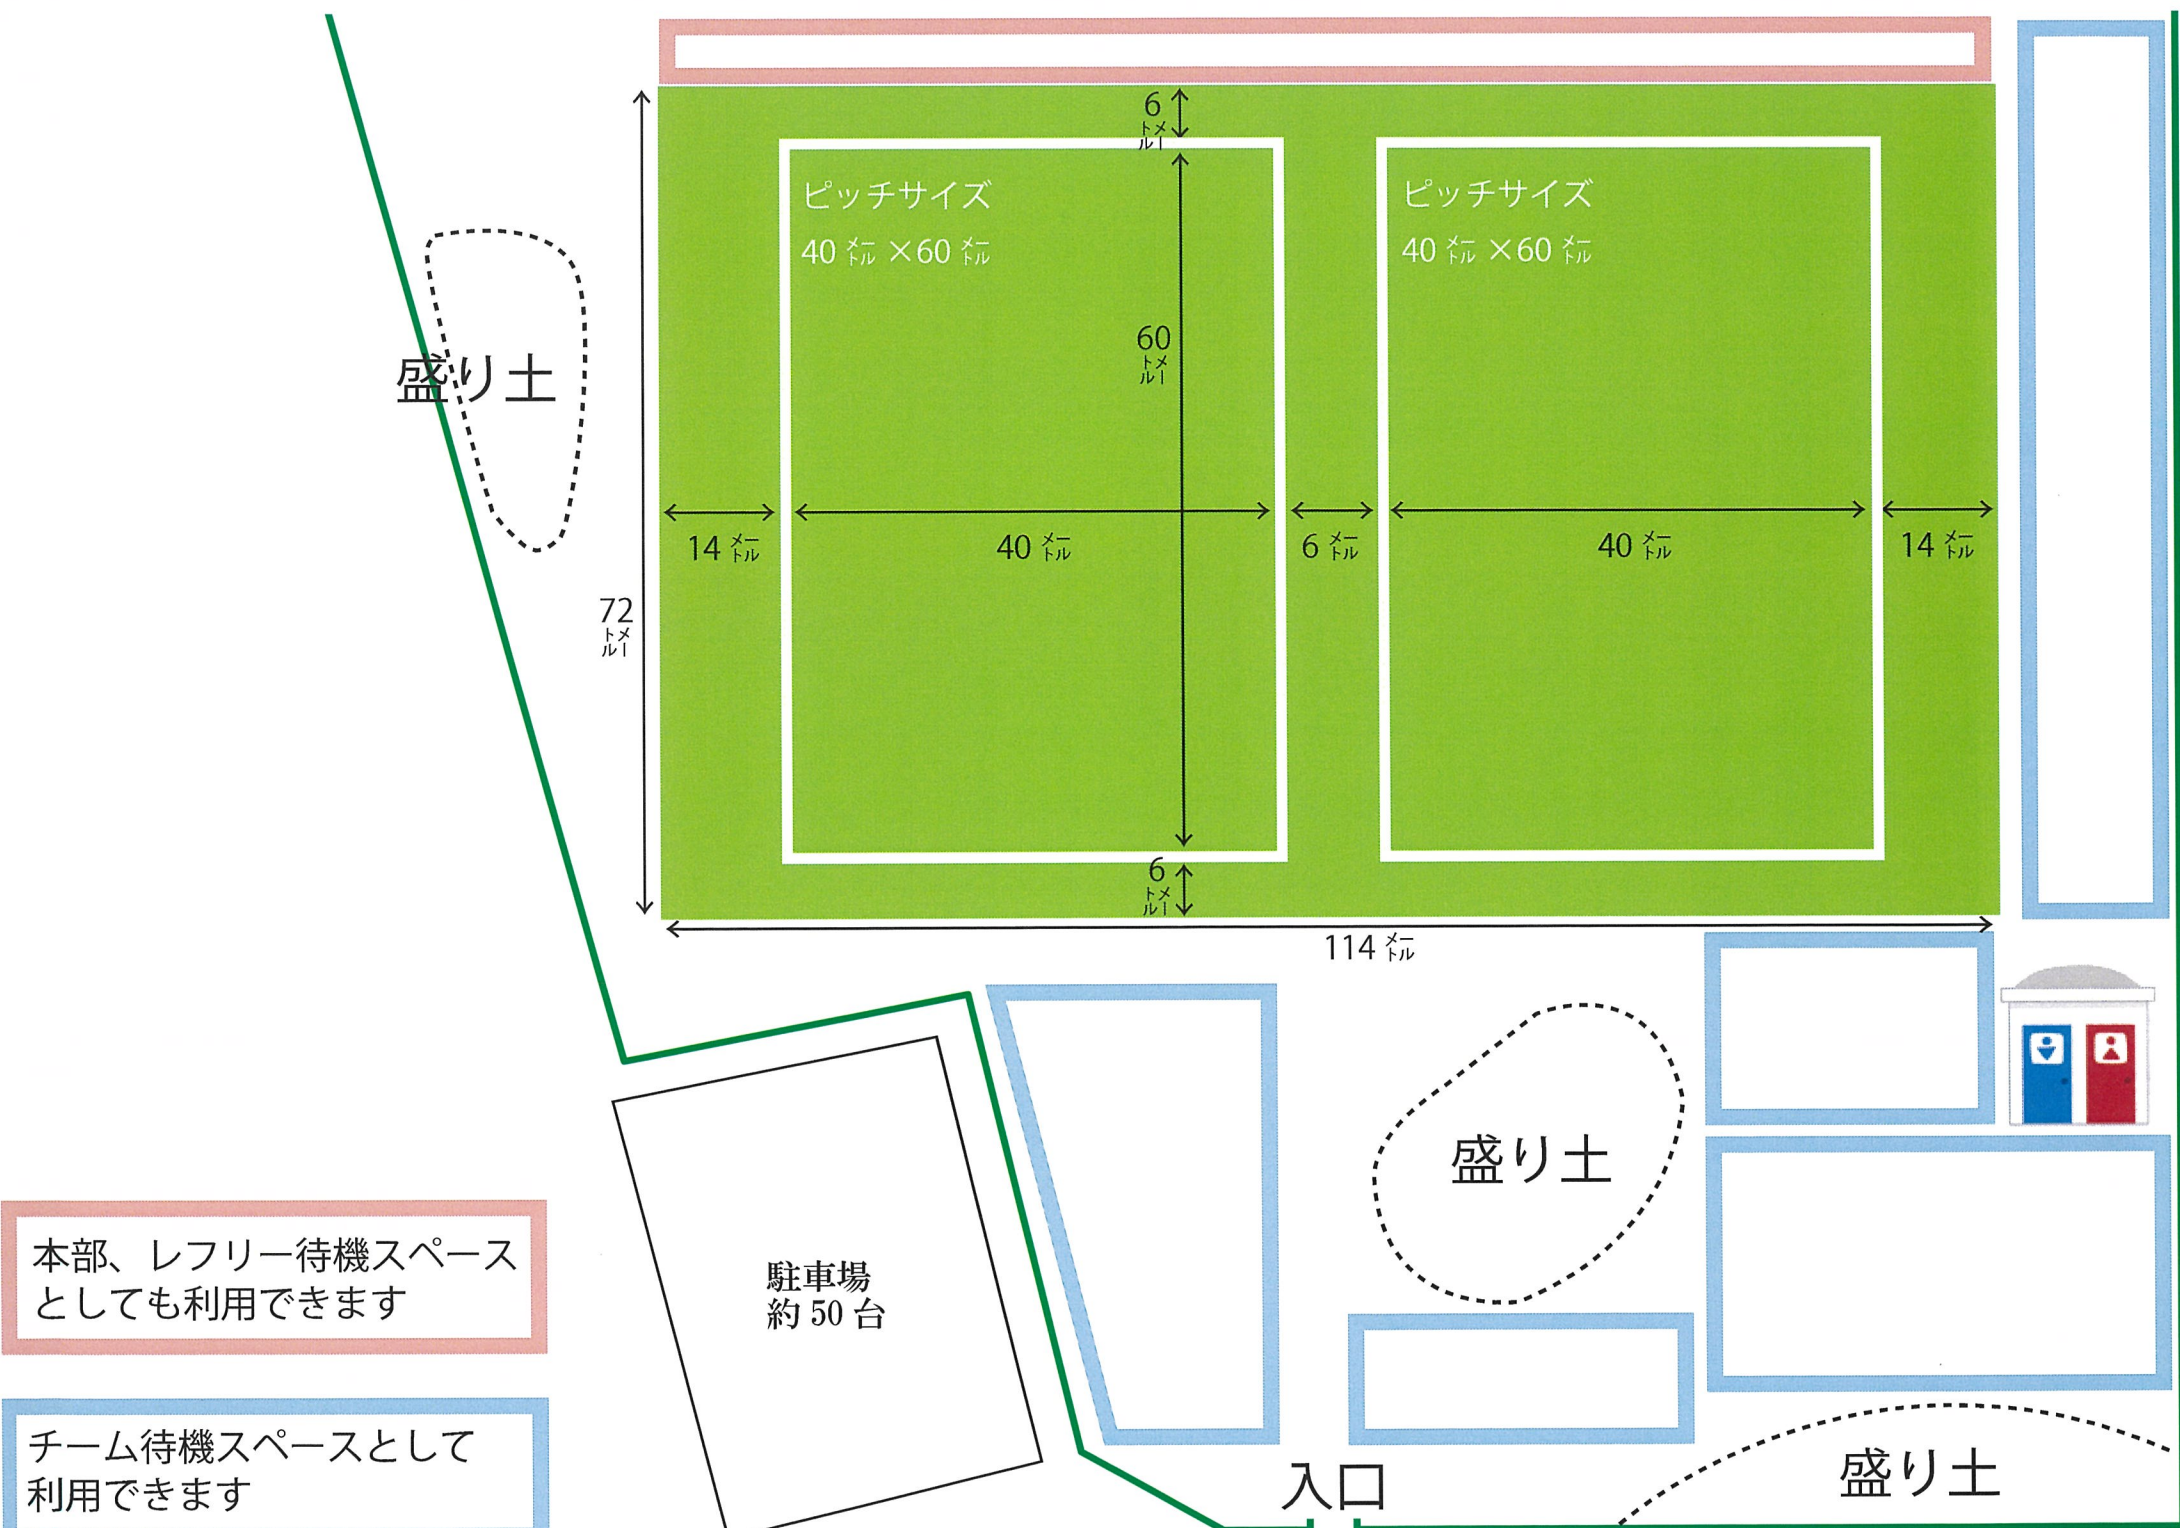 6メートル
ピッチサイズ
40メートル×60メートル
ピッチサイズ
40メートル×60メートル
60メートル
盛り土
14メートル
40メートル
6メートル
40メートル
14メートル
72メートル
6メートル
114メートル
盛り土
本部、レフリー待機スペース
としても利用できます
駐車場
約50台
チーム待機スペースとして
利用できます
入口
盛り土